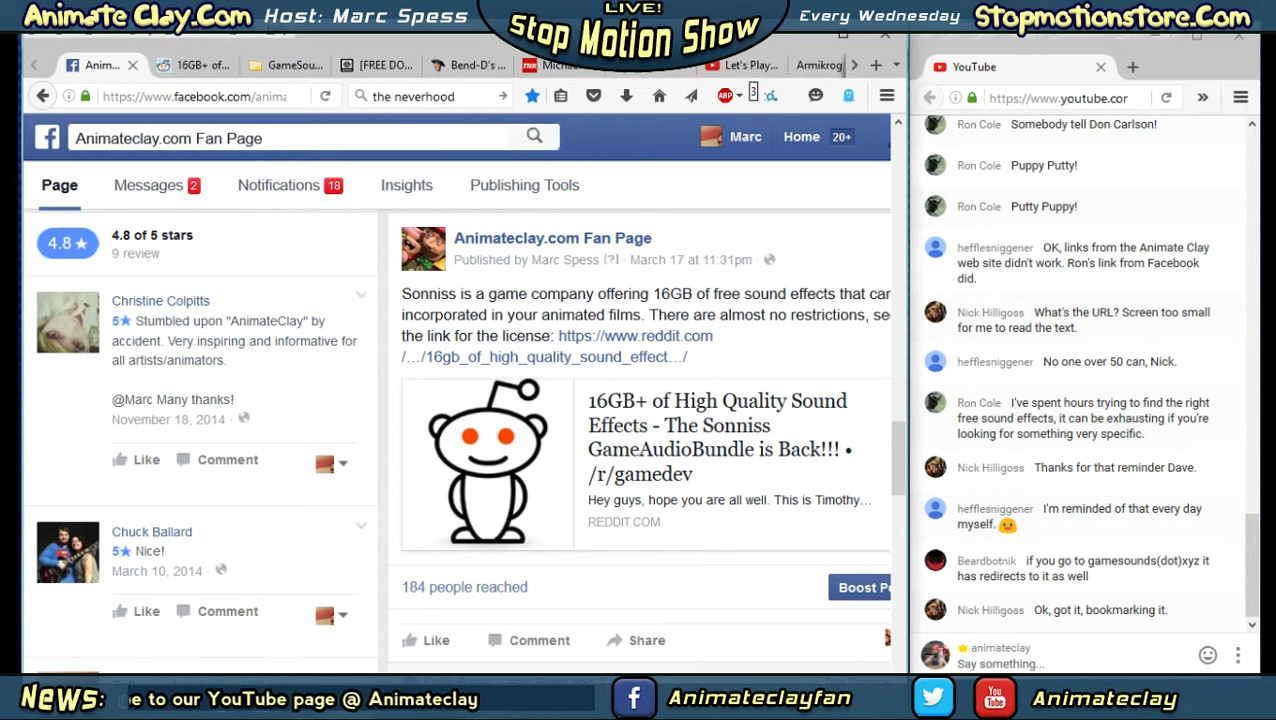 Animate Clay.Com Host: Marc Spess
LIVE!
Stop Motion Show
Every Wednesday Stopmotionstore.Com
Anim...
16GB+ of...
GameSou...
[FREE DO...
Bend-D's ...
Let's Play...
Armikrog
https://www.facebook.com/anima
the neverhood
ABP
3
Animateclay.com Fan Page
Marc Home 20+
Page Messages 2 Notifications 18 Insights Publishing Tools
4.8 ★
4.8 of 5 stars
9 review
Christine Colpitts
5★ Stumbled upon "AnimateClay" by
accident. Very inspiring and informative for
all artists/animators.
@Marc Many thanks!
November 18, 2014
Like Comment
Chuck Ballard
5★ Nice!
March 10, 2014
Like Comment
Animateclay.com Fan Page
Published by Marc Spess [?] · March 17 at 11:31pm ·
Sonniss is a game company offering 16GB of free sound effects that can
incorporated in your animated films. There are almost no restrictions, se
the link for the license: https://www.reddit.com
/…/16gb_of_high_quality_sound_effect…/
16GB+ of High Quality Sound
Effects - The Sonniss
GameAudioBundle is Back!!! •
/r/gamedev
Hey guys, hope you are all well. This is Timothy…
REDDIT.COM
184 people reached
Boost Po
Like Comment Share
YouTube
https://www.youtube.cor
Ron Cole Somebody tell Don Carlson!
Ron Cole Puppy Putty!
Ron Cole Putty Puppy!
hefflesniggener OK, links from the Animate Clay
web site didn't work. Ron's link from Facebook
did.
Nick Hilligoss What's the URL? Screen too small
for me to read the text.
hefflesniggener No one over 50 can, Nick.
Ron Cole I've spent hours trying to find the right
free sound effects, it can be exhausting if you're
looking for something very specific.
Nick Hilligoss Thanks for that reminder Dave.
hefflesniggener I'm reminded of that every day
myself.
Beardbotnik if you go to gamesounds(dot)xyz it
has redirects to it as well
Nick Hilligoss Ok, got it, bookmarking it.
animateclay
Say something...
News: be to our YouTube page @ Animateclay
Animateclayfan
You Tube
Animateclay